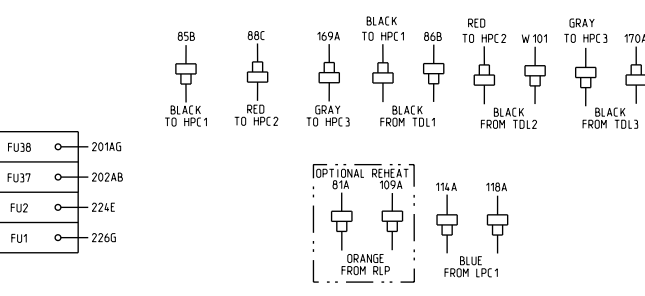 BLACK RED GRAY
85B 88C 169A TO HPC1 86B TO HPC2 W101 TO HPC3 170A
BLACK RED GRAY BLACK BLACK BLACK
TO HPC1 TO HPC2 TO HPC3 FROM TDL1 FROM TDL2 FROM TDL3
FU38 201AG
FU37 202AB
FU2 224E
FU1 226G
OPTIONAL REHEAT
81A 109A 114A 118A
ORANGE BLUE
FROM RLP FROM LPC1